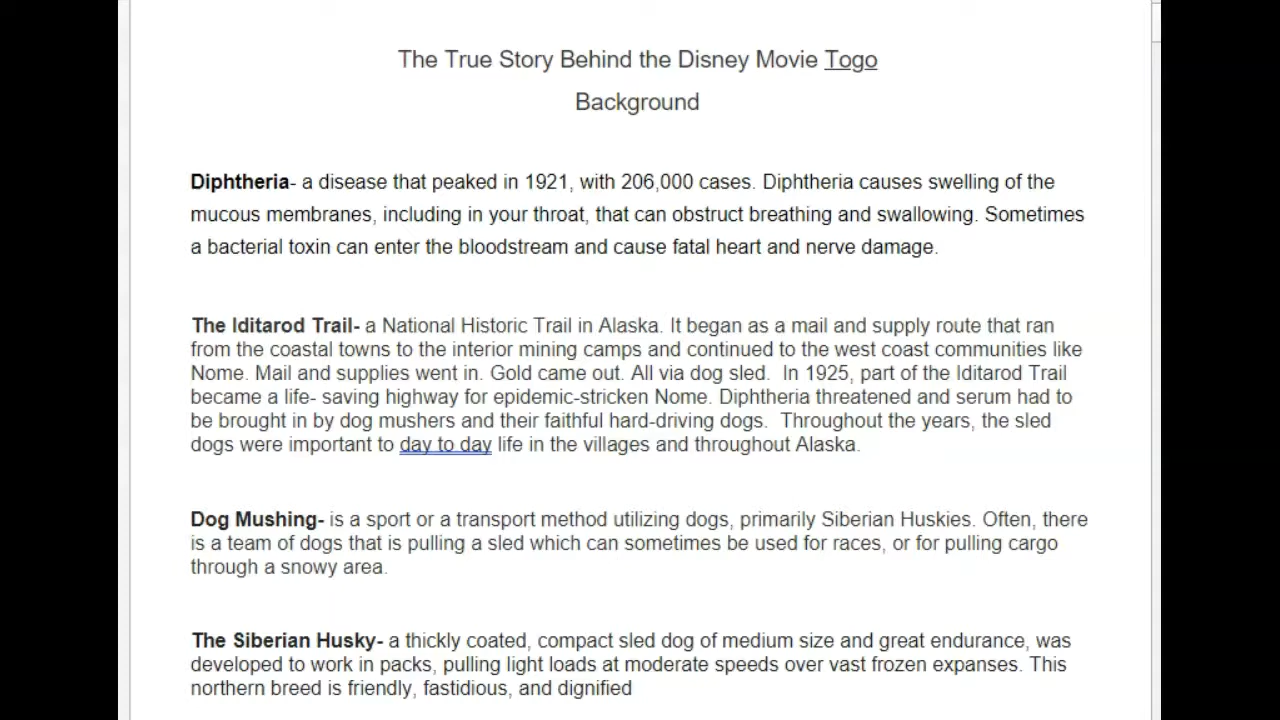 The True Story Behind the Disney Movie Togo
Background
Diphtheria- a disease that peaked in 1921, with 206,000 cases. Diphtheria causes swelling of the
mucous membranes, including in your throat, that can obstruct breathing and swallowing. Sometimes
a bacterial toxin can enter the bloodstream and cause fatal heart and nerve damage.
The Iditarod Trail- a National Historic Trail in Alaska. It began as a mail and supply route that ran
from the coastal towns to the interior mining camps and continued to the west coast communities like
Nome. Mail and supplies went in. Gold came out. All via dog sled.  In 1925, part of the Iditarod Trail
became a life- saving highway for epidemic-stricken Nome. Diphtheria threatened and serum had to
be brought in by dog mushers and their faithful hard-driving dogs.  Throughout the years, the sled
dogs were important to day to day life in the villages and throughout Alaska.
Dog Mushing- is a sport or a transport method utilizing dogs, primarily Siberian Huskies. Often, there
is a team of dogs that is pulling a sled which can sometimes be used for races, or for pulling cargo
through a snowy area.
The Siberian Husky- a thickly coated, compact sled dog of medium size and great endurance, was
developed to work in packs, pulling light loads at moderate speeds over vast frozen expanses. This
northern breed is friendly, fastidious, and dignified